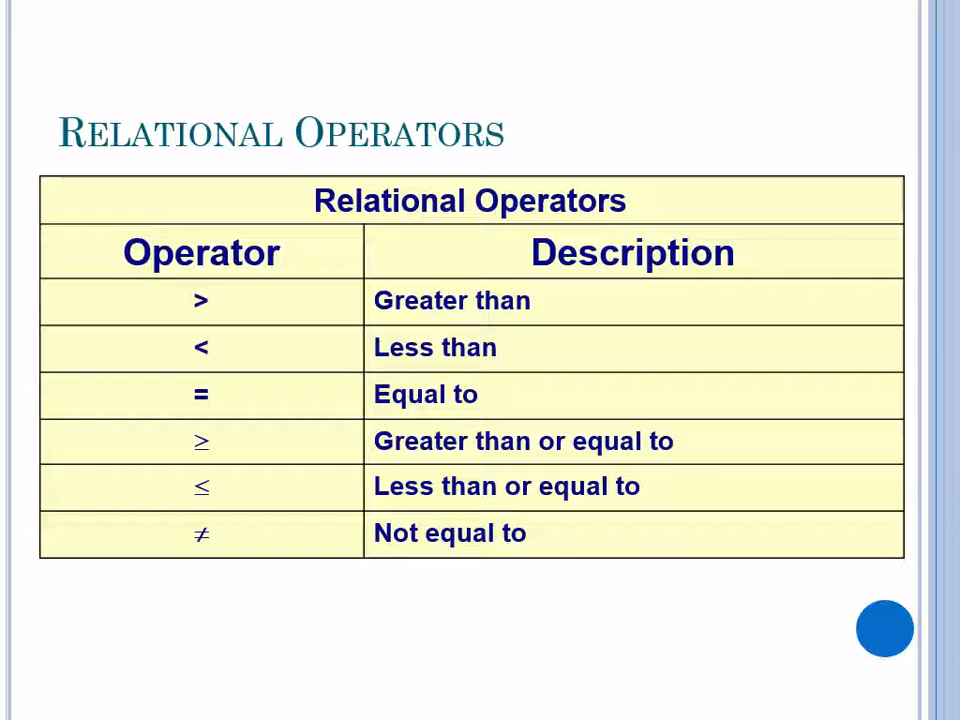 RELATIONAL OPERATORS
Relational Operators
Operator Description
> Greater than
< Less than
= Equal to
≥ Greater than or equal to
≤ Less than or equal to
≠ Not equal to